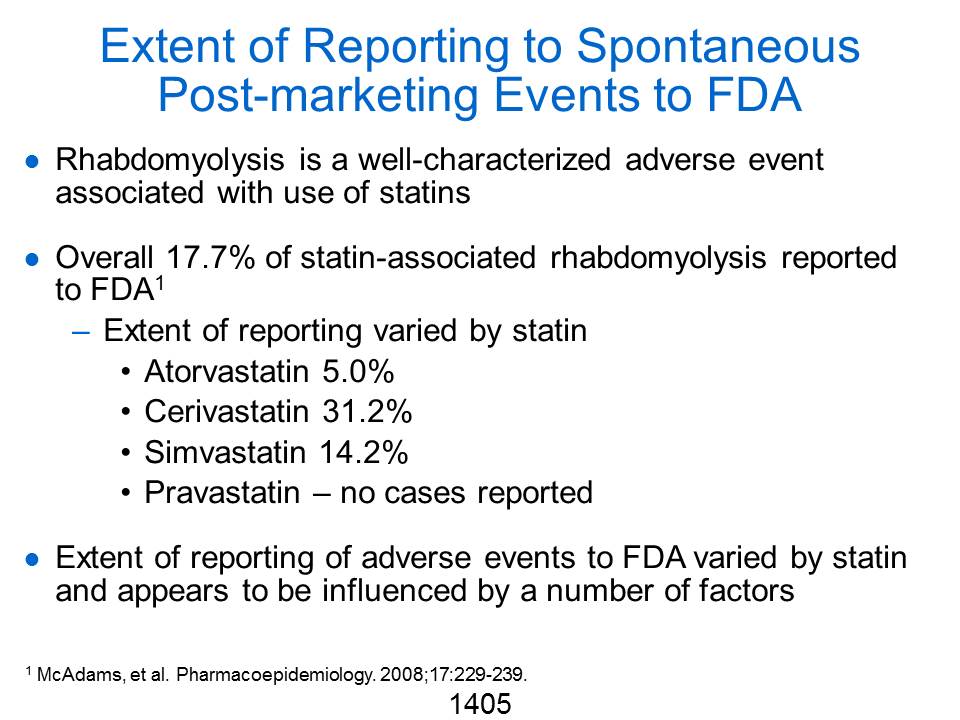 Extent of Reporting to Spontaneous
Post-marketing Events to FDA
● Rhabdomyolysis is a well-characterized adverse event
associated with use of statins
● Overall 17.7% of statin-associated rhabdomyolysis reported
to FDA¹
– Extent of reporting varied by statin
• Atorvastatin 5.0%
• Cerivastatin 31.2%
• Simvastatin 14.2%
• Pravastatin – no cases reported
● Extent of reporting of adverse events to FDA varied by statin
and appears to be influenced by a number of factors
¹ McAdams, et al. Pharmacoepidemiology. 2008;17:229-239.
1405